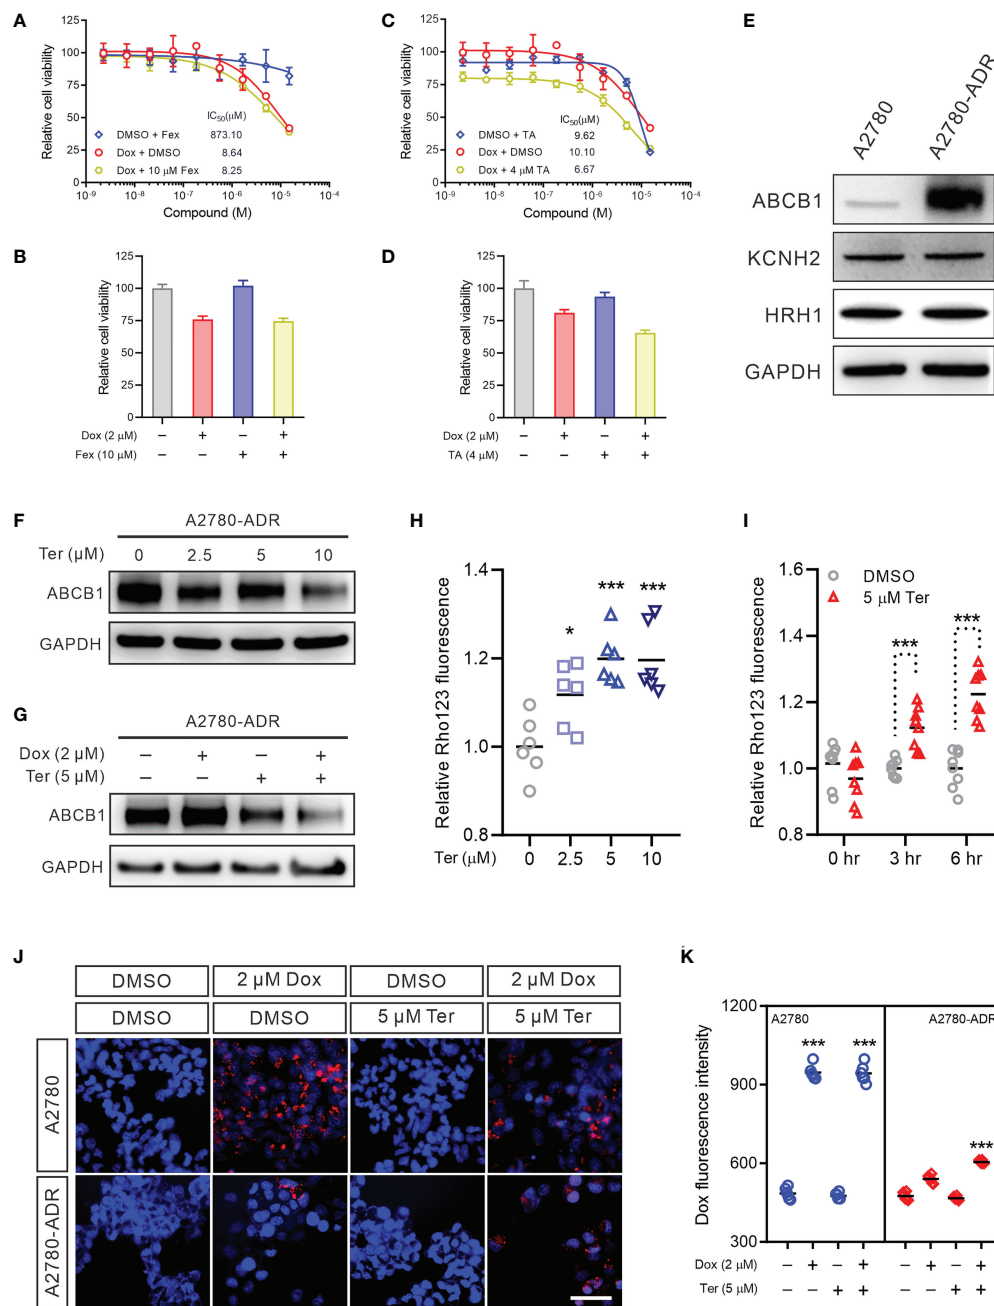 A
125
100
75
50
25
0
Relative cell viability
IC50(μM)
DMSO + Fex 873.10
Dox + DMSO 8.64
Dox + 10 μM Fex 8.25
10-9 10-8 10-7 10-6 10-5 10-4
Compound (M)
C
125
100
75
50
25
0
Relative cell viability
IC50(μM)
DMSO + TA 9.62
Dox + DMSO 10.10
Dox + 4 μM TA 6.67
10-9 10-8 10-7 10-6 10-5 10-4
Compound (M)
E
A2780
A2780-ADR
ABCB1
KCNH2
HRH1
GAPDH
B
125
100
75
50
25
0
Relative cell viability
Dox (2 μM) – + – +
Fex (10 μM) – – + +
D
125
100
75
50
25
0
Relative cell viability
Dox (2 μM) – + – +
TA (4 μM) – – + +
F
A2780-ADR
Ter (μM) 0 2.5 5 10
ABCB1
GAPDH
G
A2780-ADR
Dox (2 μM) – + – +
Ter (5 μM) – – + +
ABCB1
GAPDH
H
1.4
1.2
1.0
0.8
Relative Rho123 fluorescence
* *** ***
Ter (μM) 0 2.5 5 10
I
1.6
1.4
1.2
1.0
0.8
Relative Rho123 fluorescence
DMSO
5 μM Ter
*** ***
0 hr 3 hr 6 hr
J
DMSO 2 μM Dox DMSO 2 μM Dox
DMSO DMSO 5 μM Ter 5 μM Ter
A2780
A2780-ADR
K
1200
900
600
300
Dox fluorescence intensity
A2780 A2780-ADR
*** *** ***
Dox (2 μM) – + – + – + – +
Ter (5 μM) – – + + – – + +